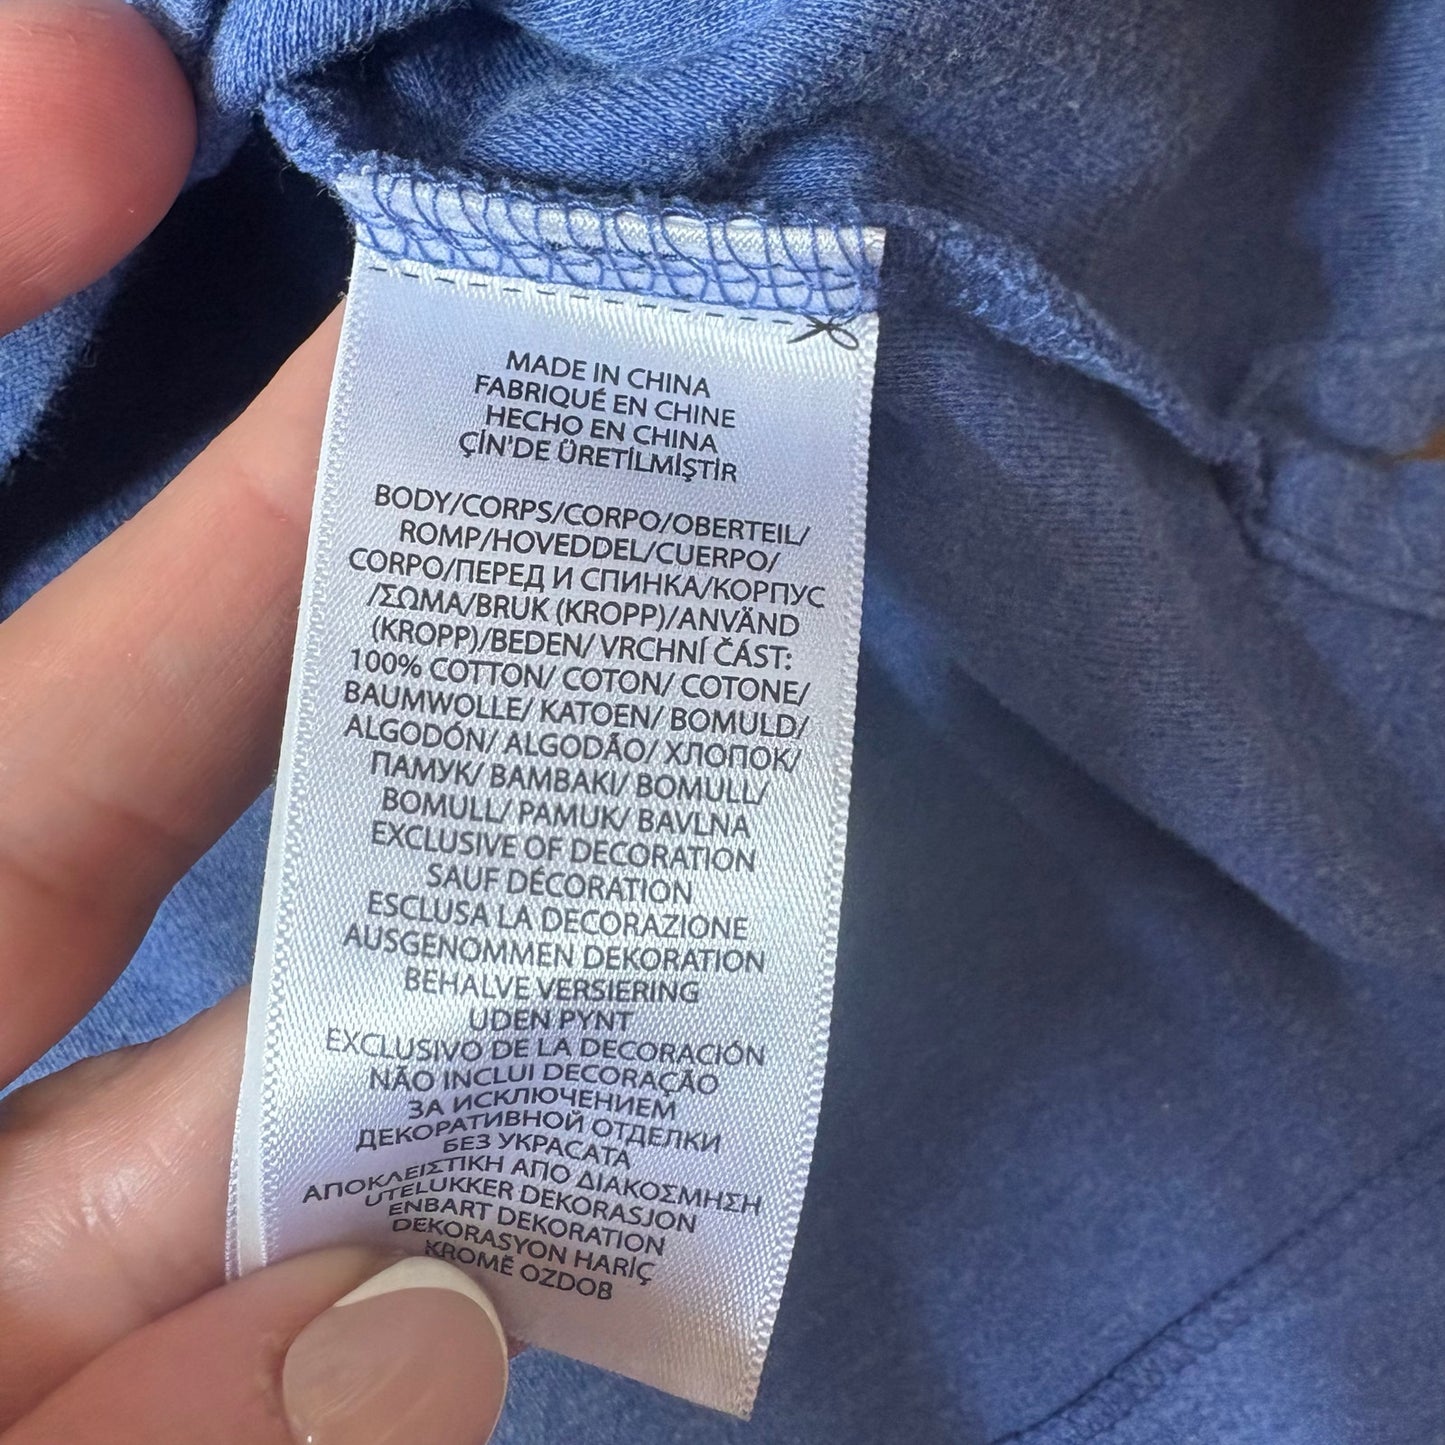 MADE IN CHINA
FABRIQUÉ EN CHINE
HECHO EN CHINA
ÇİN'DE ÜRETİLMİŞTİR
BODY/CORPS/CORPO/OBERTEIL/
ROMP/HOVEDDEL/CUERPO/
CORPO/ПЕРЕД И СПИНКА/КОРПУС
/ΣΩΜΑ/BRUK (KROPP)/ANVÄND
(KROPP)/BEDEN/ VRCHNÍ ČÁST:
100% COTTON/ COTON/ COTONE/
BAUMWOLLE/ KATOEN/ BOMULD/
ALGODÓN/ ALGODÃO/ ХЛОПОК/
ПАМУК/ ΒΑΜΒΑΚΙ/ BOMULL/
BOMULL/ PAMUK/ BAVLNA
EXCLUSIVE OF DECORATION
SAUF DÉCORATION
ESCLUSA LA DECORAZIONE
AUSGENOMMEN DEKORATION
BEHALVE VERSIERING
UDEN PYNT
EXCLUSIVO DE LA DECORACIÓN
NÃO INCLUI DECORAÇÃO
ЗА ИСКЛЮЧЕНИЕМ
ДЕКОРАТИВНОЙ ОТДЕЛКИ
БЕЗ УКРАСАТА
ΑΠΟΚΛΕΙΣΤΙΚΗ ΑΠΟ ΔΙΑΚΟΣΜΗΣΗ
UTELUKKER DEKORASJON
ENBART DEKORATION
DEKORASYON HARİÇ
KROMĚ OZDOB